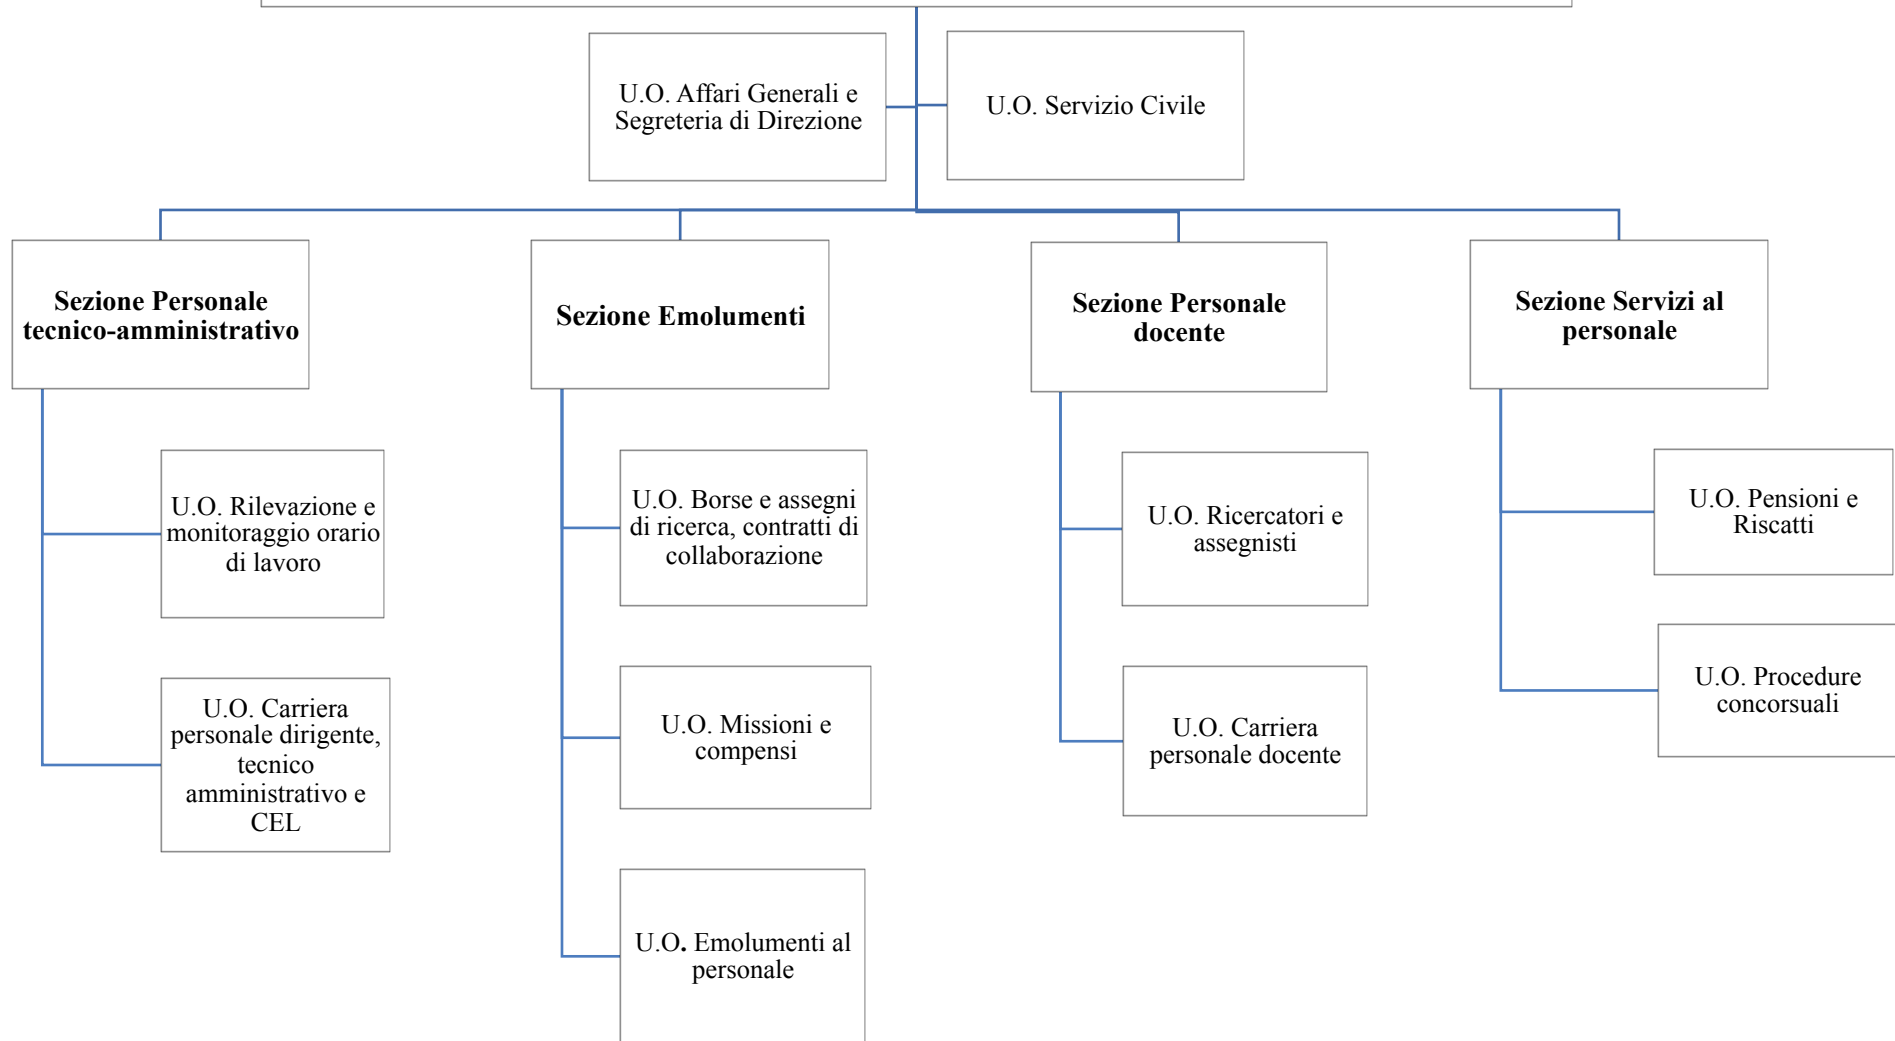 U.O. Affari Generali e
Segreteria di Direzione
U.O. Servizio Civile
Sezione Personale
tecnico-amministrativo
Sezione Emolumenti
Sezione Personale
docente
Sezione Servizi al
personale
U.O. Rilevazione e
monitoraggio orario
di lavoro
U.O. Borse e assegni
di ricerca, contratti di
collaborazione
U.O. Ricercatori e
assegnisti
U.O. Pensioni e
Riscatti
U.O. Carriera
personale dirigente,
tecnico
amministrativo e
CEL
U.O. Missioni e
compensi
U.O. Carriera
personale docente
U.O. Procedure
concorsuali
U.O. Emolumenti al
personale